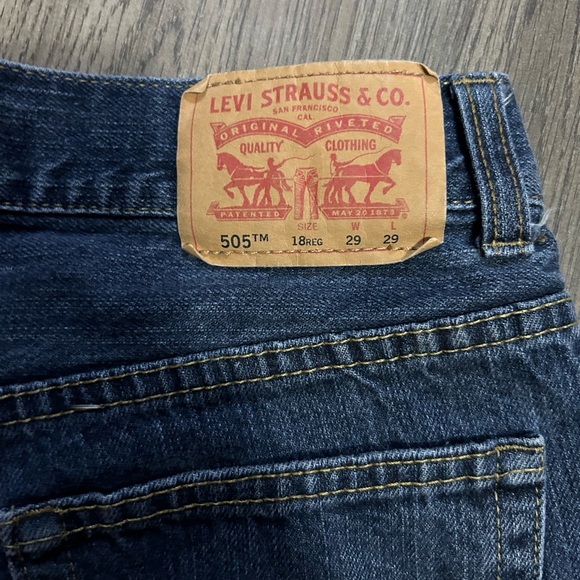 LEVI STRAUSS & CO.
SAN FRANCISCO
CAL.
ORIGINAL RIVETED
QUALITY CLOTHING
PATENTED MAY 20 1873
SIZE W L
505™ 18REG 29 29